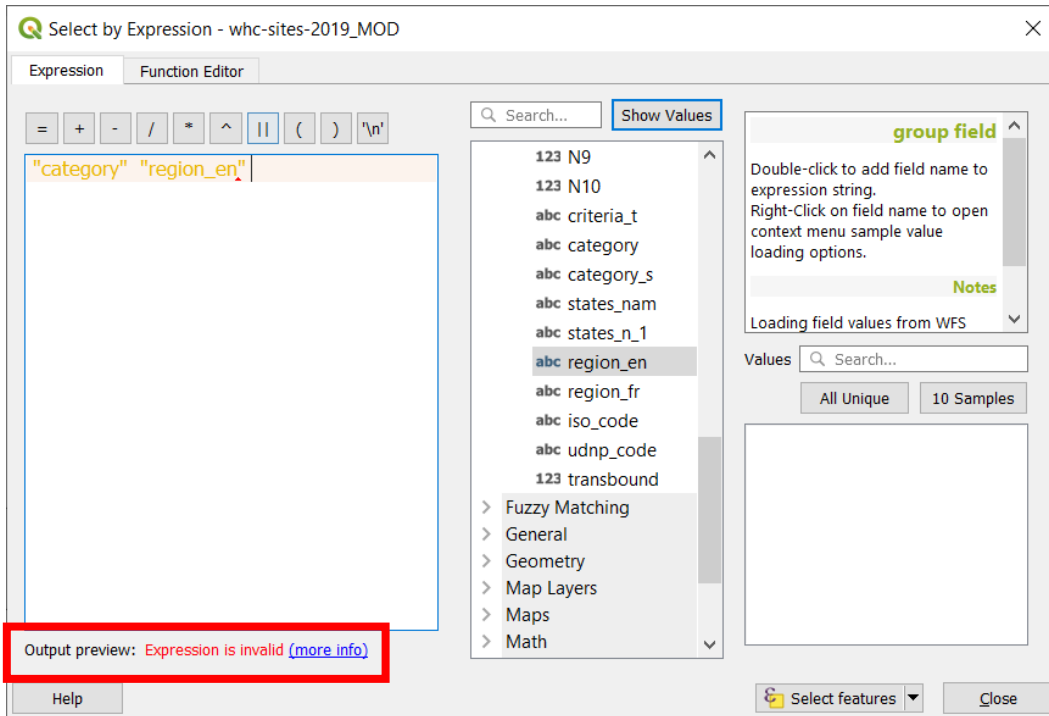 Select by Expression - whc-sites-2019_MOD
Expression
Function Editor
= + - / * ^ || ( ) '\n'
"category" "region_en"
Search...
Show Values
123 N9
123 N10
abc criteria_t
abc category
abc category_s
abc states_nam
abc states_n_1
abc region_en
abc region_fr
abc iso_code
abc udnp_code
123 transbound
Fuzzy Matching
General
Geometry
Map Layers
Maps
Math
group field
Double-click to add field name to
expression string.
Right-Click on field name to open
context menu sample value
loading options.
Notes
Loading field values from WFS
Values
Search...
All Unique
10 Samples
Output preview: Expression is invalid (more info)
Help
Select features
Close